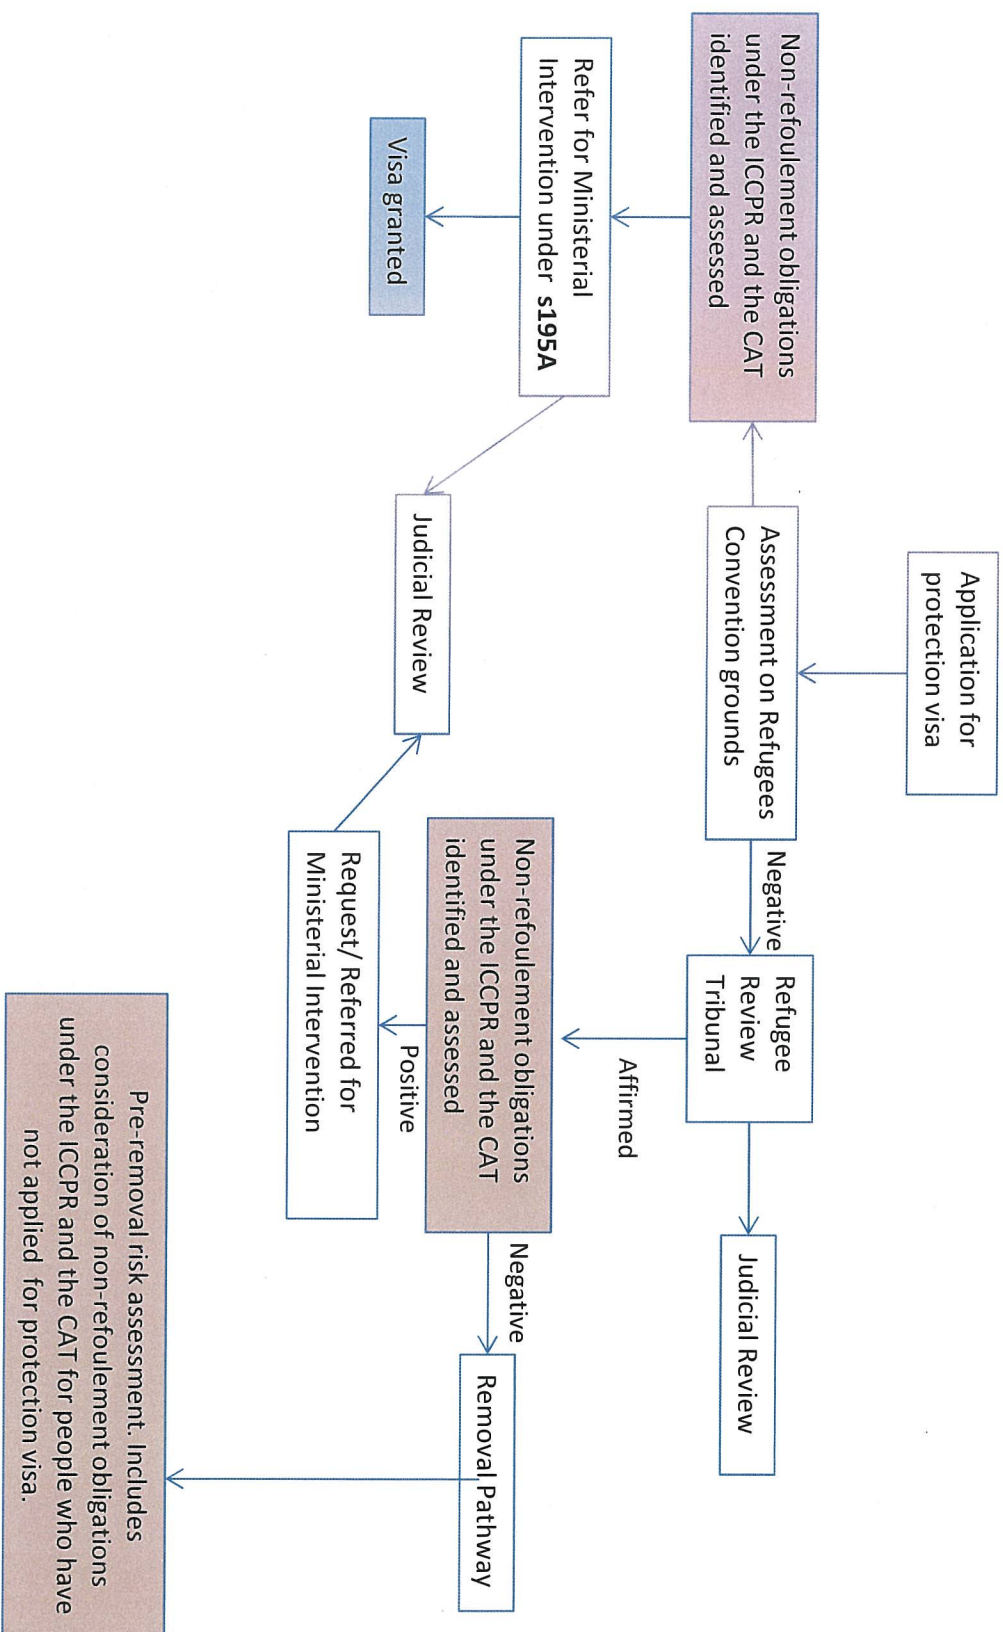 Application for
protection visa
Assessment on Refugees
Convention grounds
Negative
Refugee
Review
Tribunal
Judicial Review
Non-refoulement obligations
under the ICCPR and the CAT
identified and assessed
Refer for Ministerial
Intervention under s195A
Visa granted
Judicial Review
Affirmed
Non-refoulement obligations
under the ICCPR and the CAT
identified and assessed
Positive
Request/ Referred for
Ministerial Intervention
Negative
Removal Pathway
Pre-removal risk assessment. Includes
consideration of non-refoulement obligations
under the ICCPR and the CAT for people who have
not applied for protection visa.